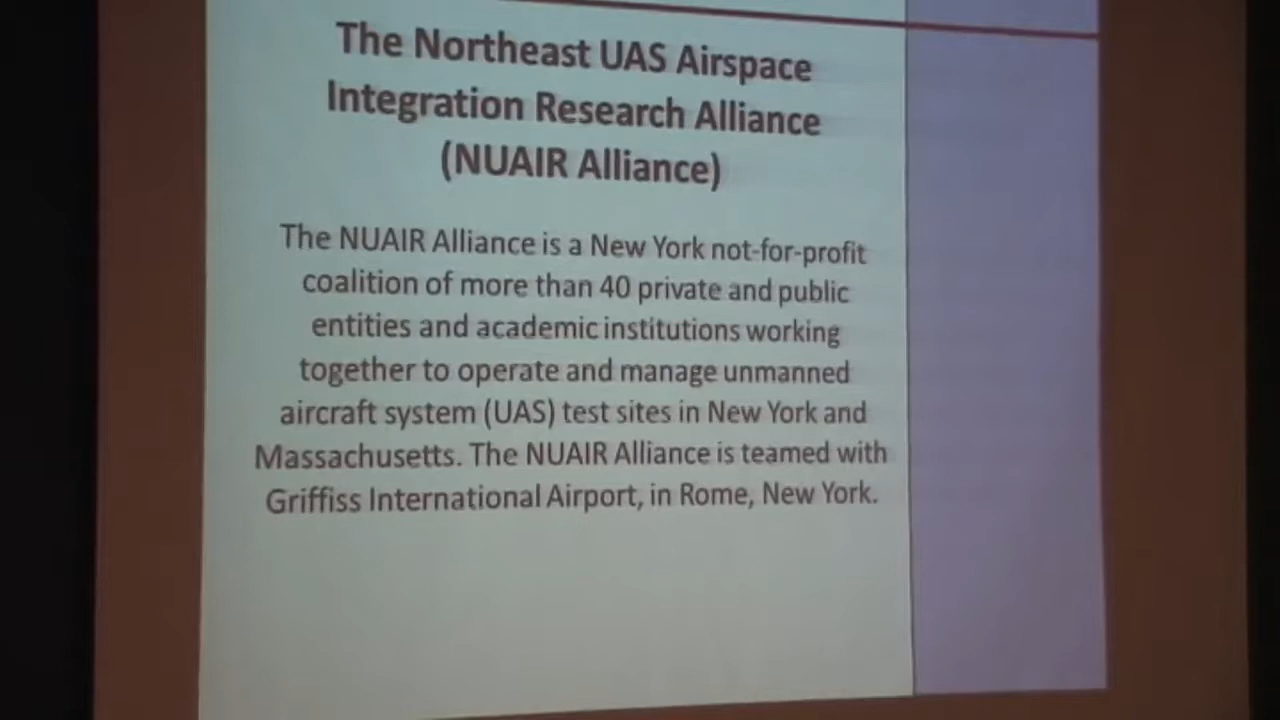 The Northeast UAS Airspace
Integration Research Alliance
(NUAIR Alliance)
The NUAIR Alliance is a New York not-for-profit
coalition of more than 40 private and public
entities and academic institutions working
together to operate and manage unmanned
aircraft system (UAS) test sites in New York and
Massachusetts. The NUAIR Alliance is teamed with
Griffiss International Airport, in Rome, New York.